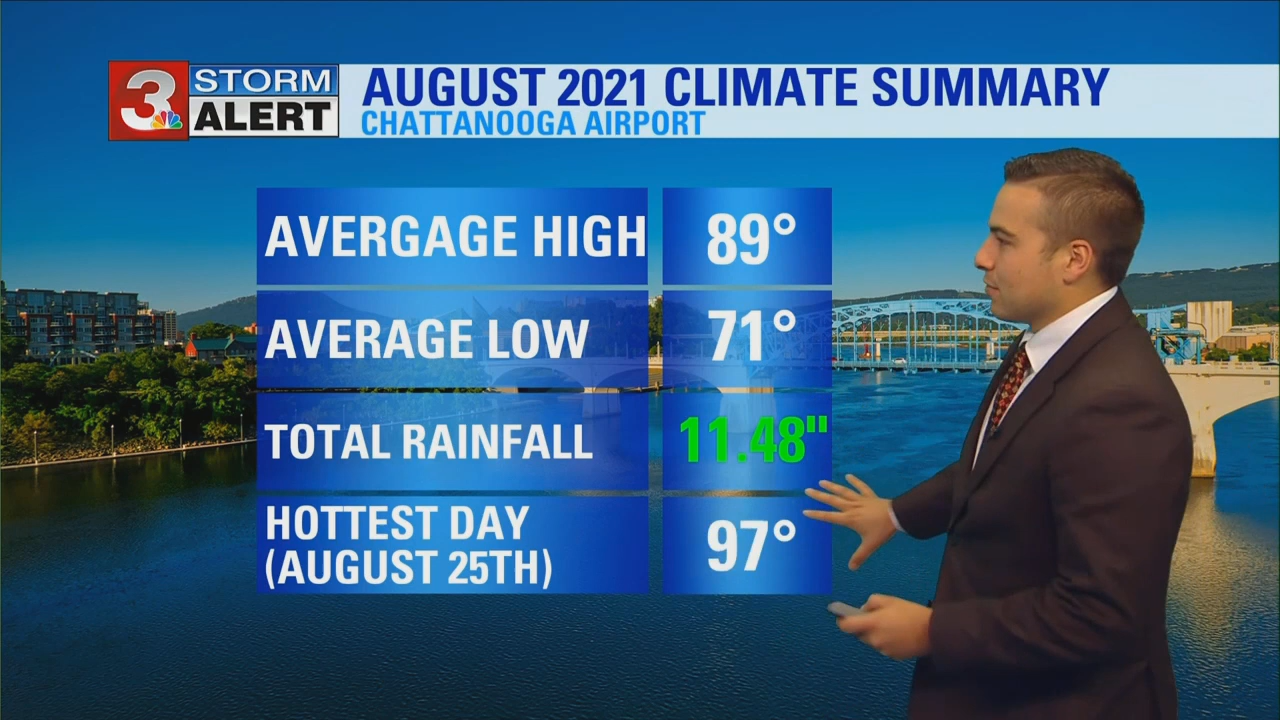 3 STORM
ALERT
AUGUST 2021 CLIMATE SUMMARY
CHATTANOOGA AIRPORT
AVERGAGE HIGH 89°
AVERAGE LOW 71°
TOTAL RAINFALL 11.48"
HOTTEST DAY
(AUGUST 25TH) 97°